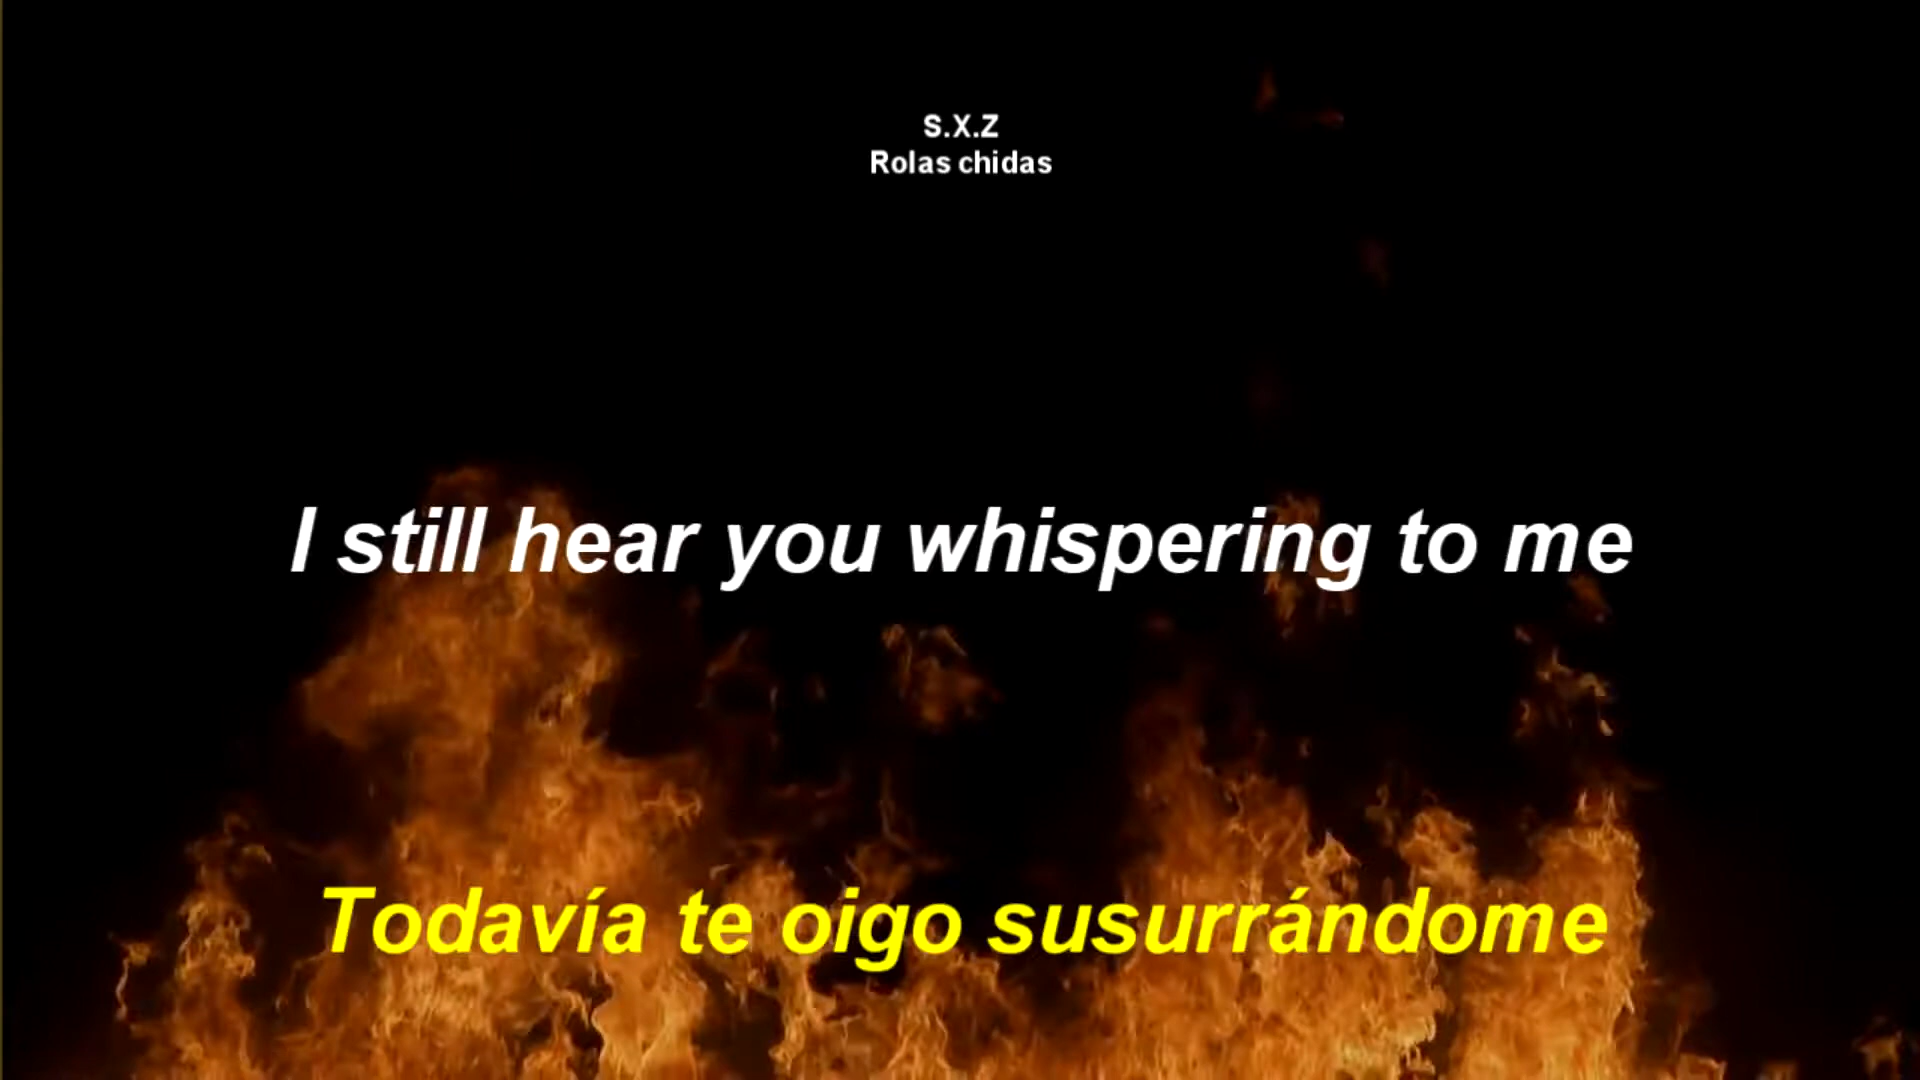 S.X.Z
Rolas chidas
I still hear you whispering to me
Todavía te oigo susurrándome